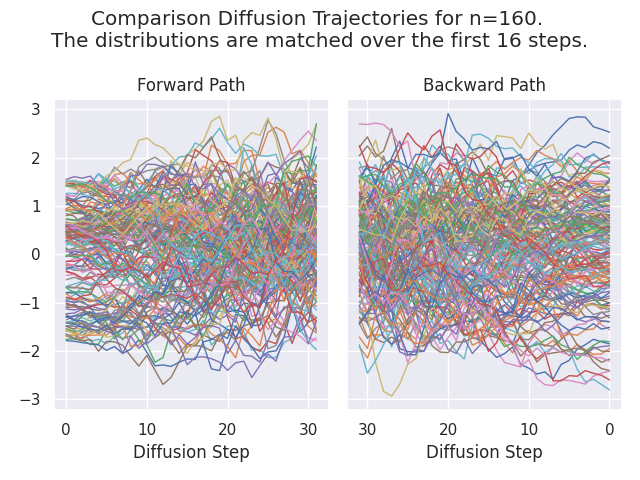 Comparison Diffusion Trajectories for n=160.
The distributions are matched over the first 16 steps.
Forward Path
Backward Path
3
2
1
0
−1
−2
−3
0 10 20 30
30 20 10 0
Diffusion Step
Diffusion Step